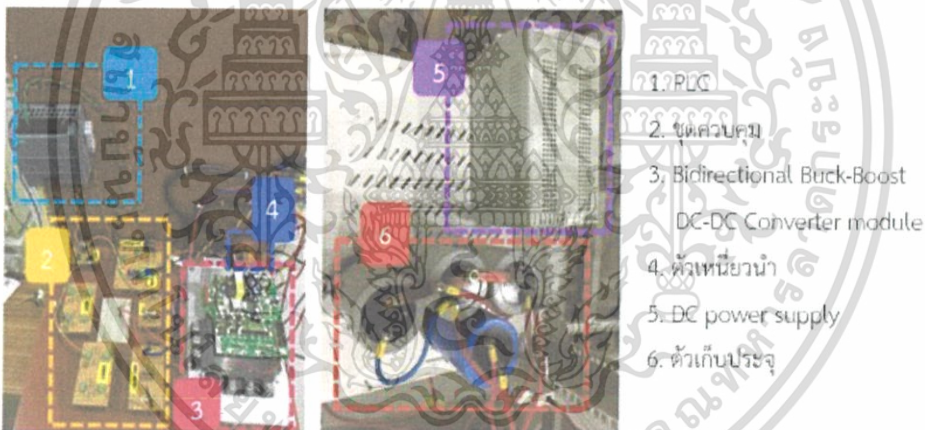 1
2
3
4
5
6
1. PLC
2. ชุดควบคุม
3. Bidirectional Buck-Boost
DC-DC Converter module
4. ตัวเหนี่ยวนำ
5. DC power supply
6. ตัวเก็บประจุ